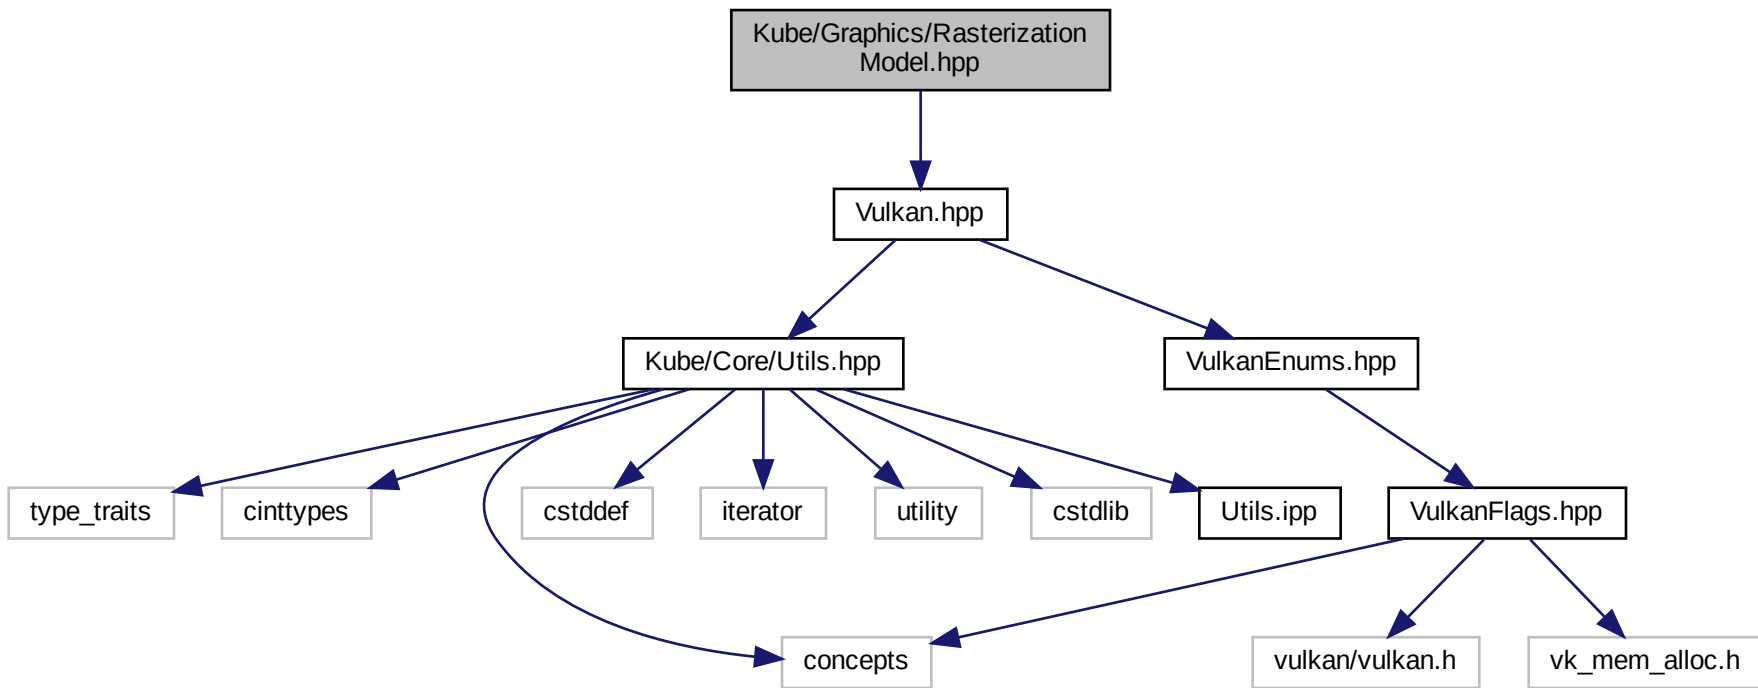 Kube/Graphics/Rasterization
Model.hpp
Vulkan.hpp
Kube/Core/Utils.hpp
VulkanEnums.hpp
type_traits
cinttypes
cstddef
iterator
utility
cstdlib
Utils.ipp
VulkanFlags.hpp
concepts
vulkan/vulkan.h
vk_mem_alloc.h